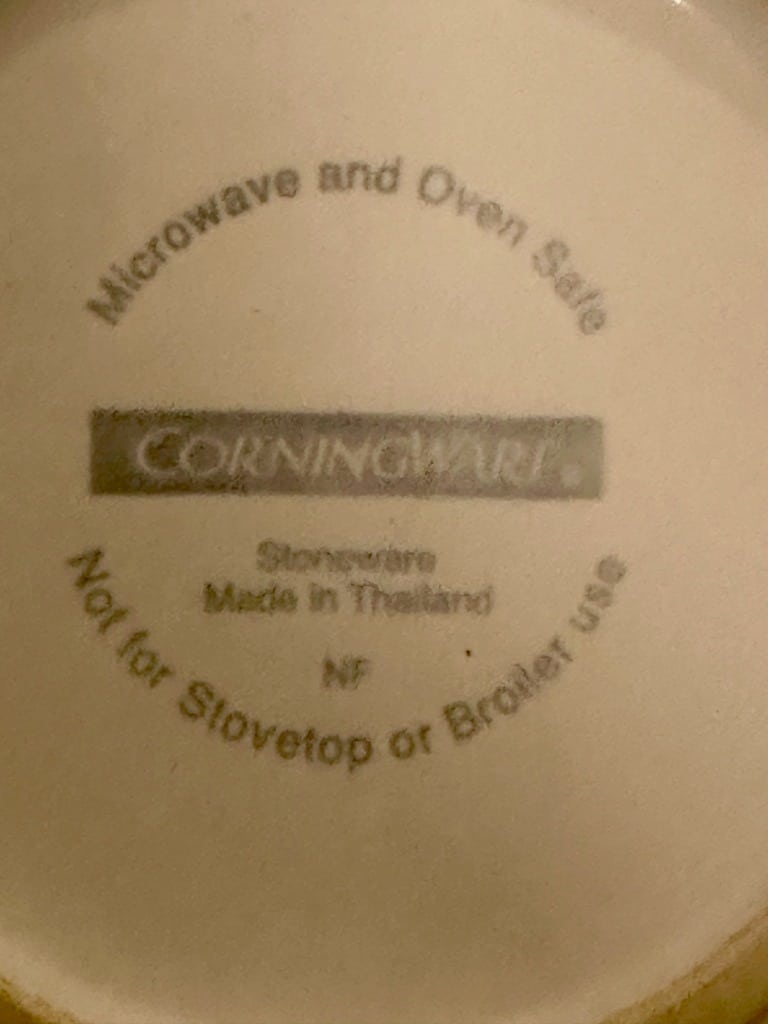 Microwave and Oven Safe
CORNINGWARE®
Stoneware
Made in Thailand
NF
Not for Stovetop or Broiler use